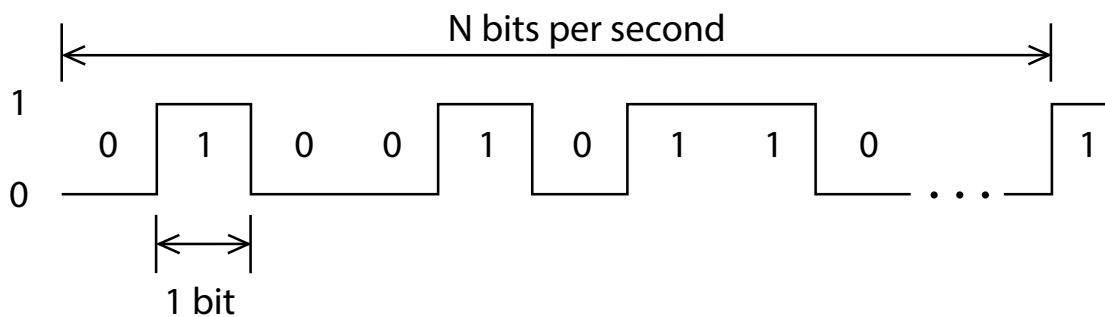 N bits per second
1
0 1 0 0 1 0 1 1 0 1
0
1 bit